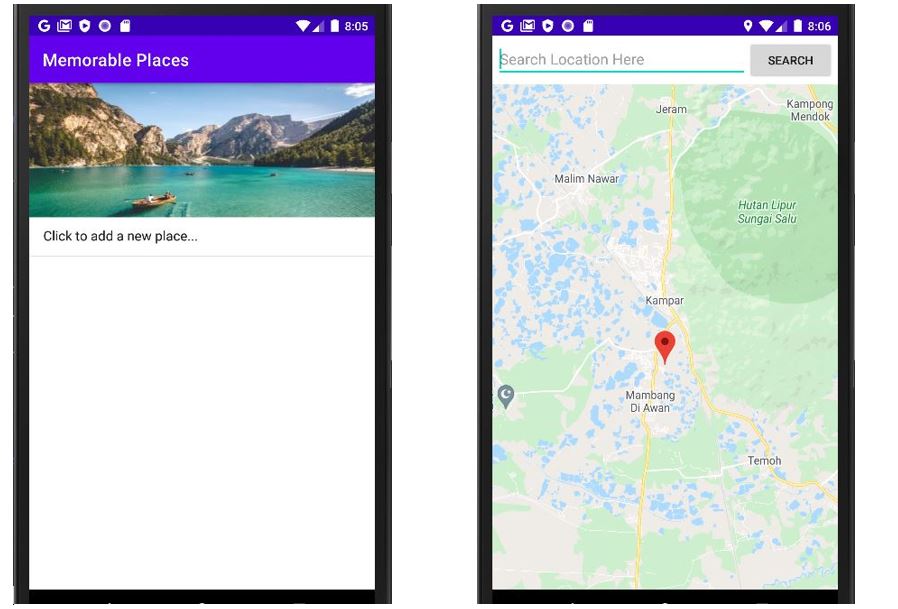 8:05
Memorable Places
Click to add a new place...
8:06
Search Location Here
SEARCH
Jeram
Kampong
Mendok
Malim Nawar
Hutan Lipur
Sungai Salu
Kampar
Mambang
Di Awan
Temoh